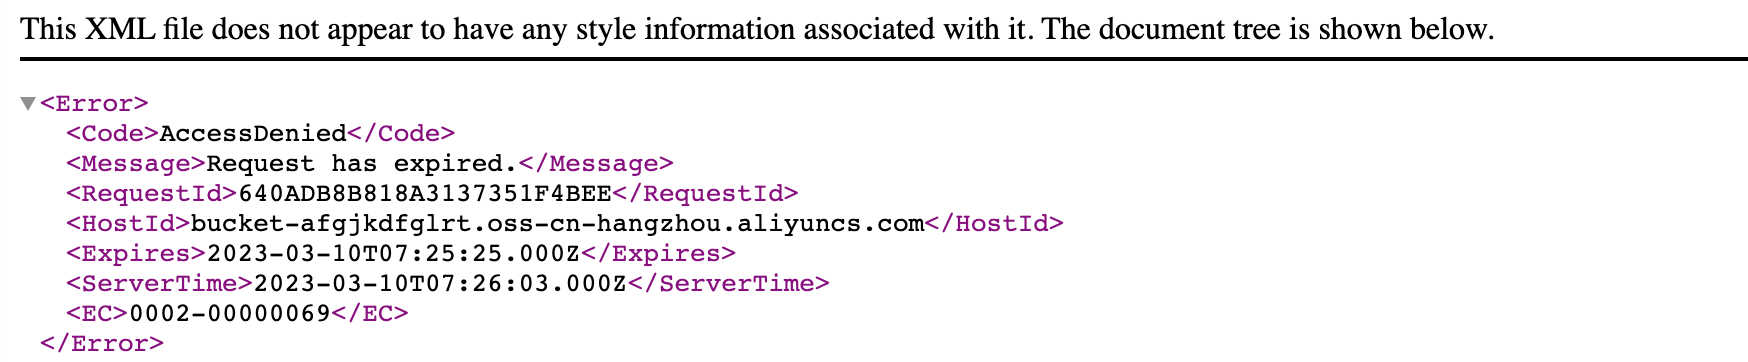 This XML file does not appear to have any style information associated with it. The document tree is shown below.
▼<Error>
<Code>AccessDenied</Code>
<Message>Request has expired.</Message>
<RequestId>640ADB8B818A3137351F4BEE</RequestId>
<HostId>bucket-afgjkdfglrt.oss-cn-hangzhou.aliyuncs.com</HostId>
<Expires>2023-03-10T07:25:25.000Z</Expires>
<ServerTime>2023-03-10T07:26:03.000Z</ServerTime>
<EC>0002-00000069</EC>
</Error>